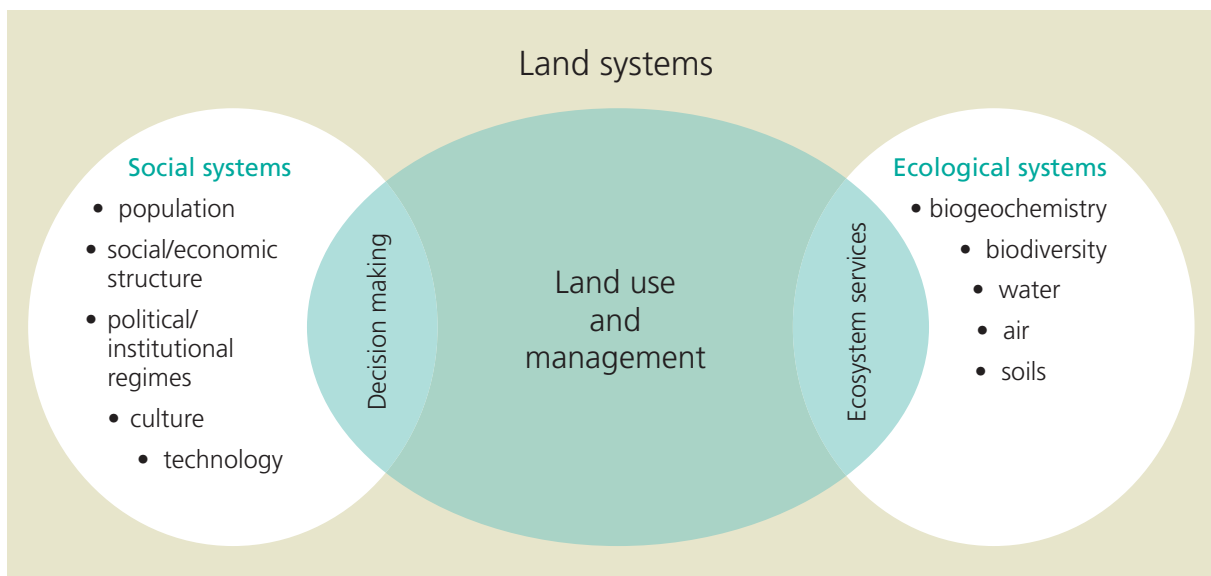 Land systems
Social systems
• population
• social/economic
structure
• political/
institutional
regimes
• culture
• technology
Decision making
Land use
and
management
Ecosystem services
Ecological systems
• biogeochemistry
• biodiversity
• water
• air
• soils